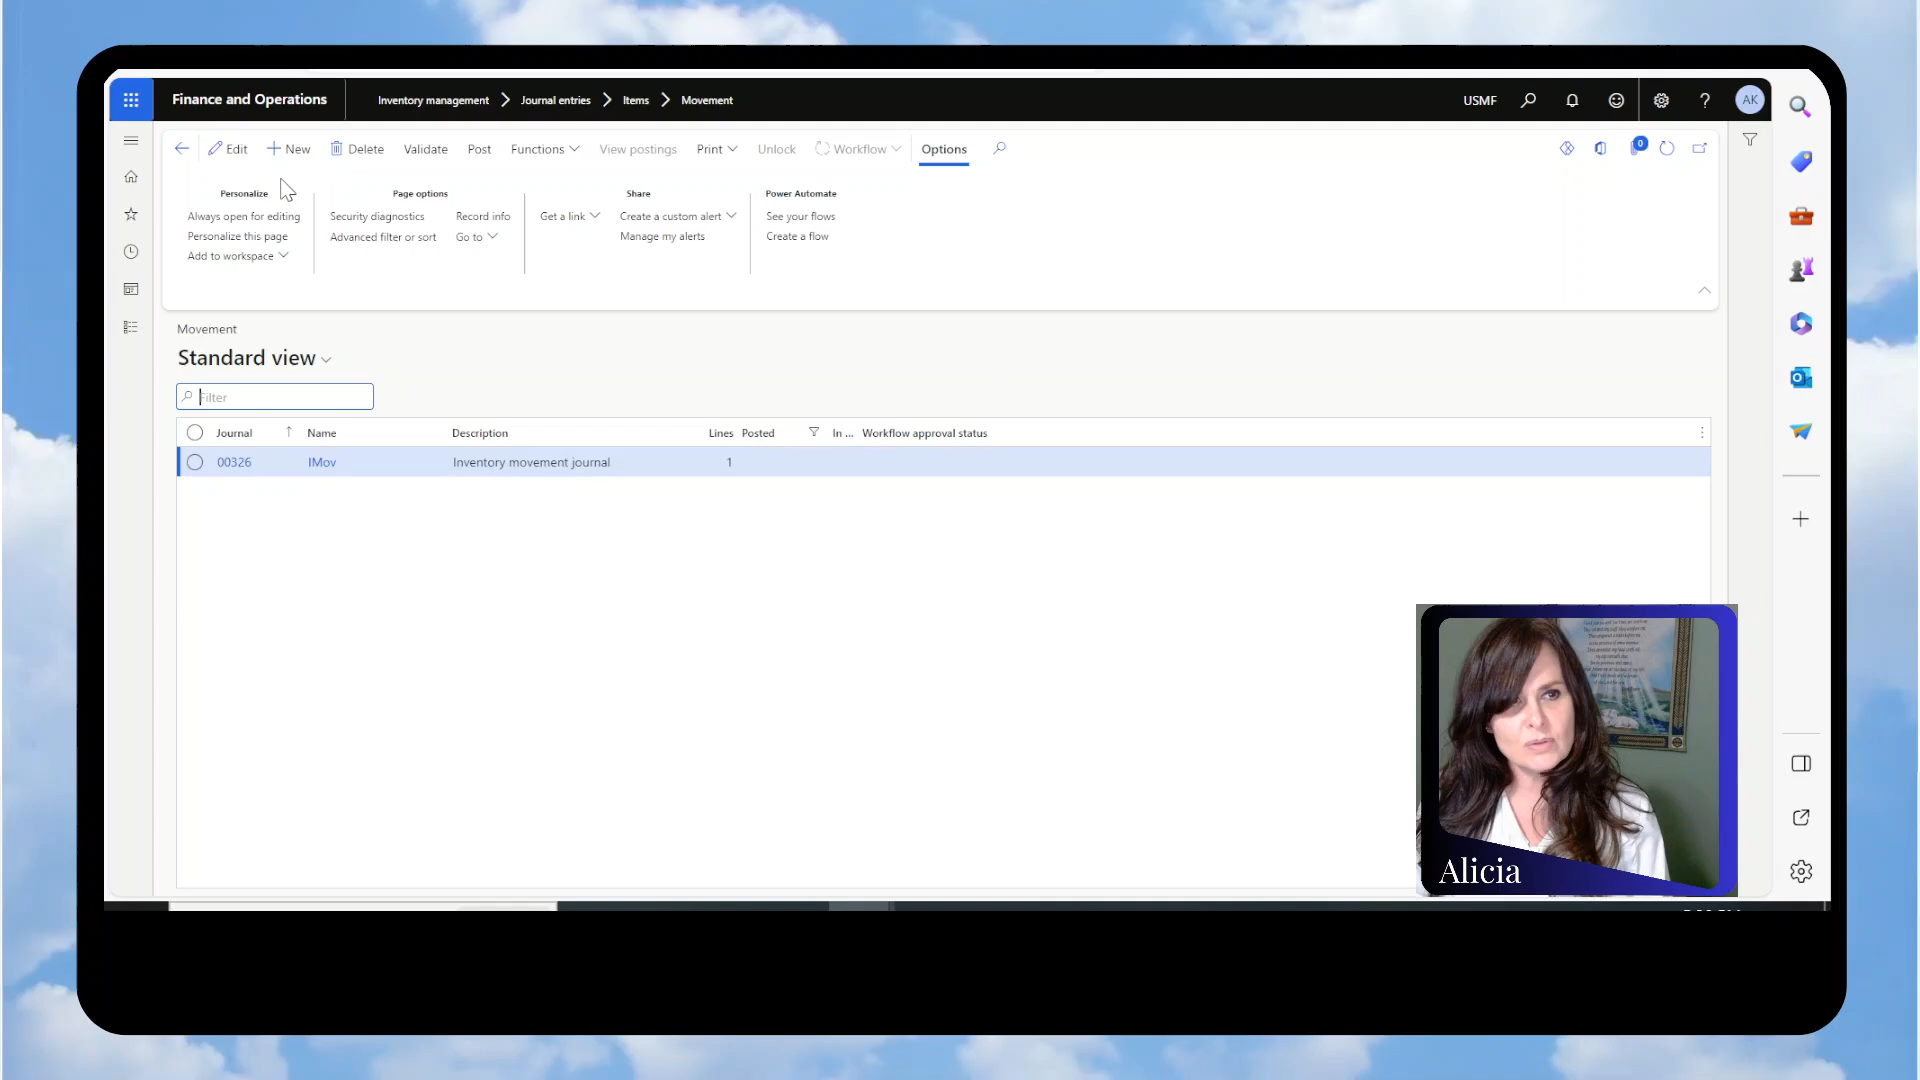 Finance and Operations
Inventory management
Journal entries
Items
Movement
USMF
AK
Edit
New
Delete
Validate
Post
Functions
View postings
Print
Unlock
Workflow
Options
0
Personalize
Always open for editing
Personalize this page
Add to workspace
Page options
Security diagnostics
Record info
Advanced filter or sort
Go to
Share
Get a link
Create a custom alert
Manage my alerts
Power Automate
See your flows
Create a flow
Movement
Standard view
Filter
Journal
Name
Description
Lines
Posted
In ...
Workflow approval status
00326
IMov
Inventory movement journal
1
Alicia